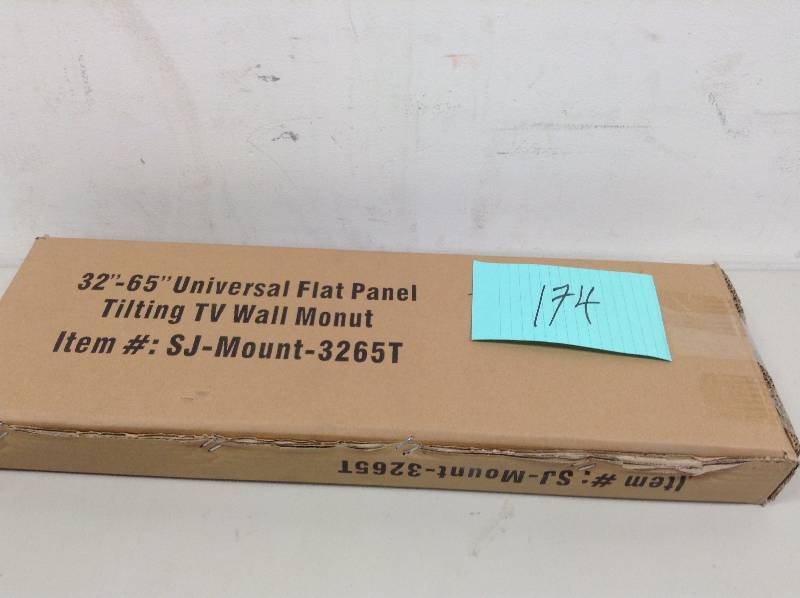 32"-65" Universal Flat Panel
Tilting TV Wall Monut
Item #: SJ-Mount-3265T
174
Item #: SJ-Mount-3265T